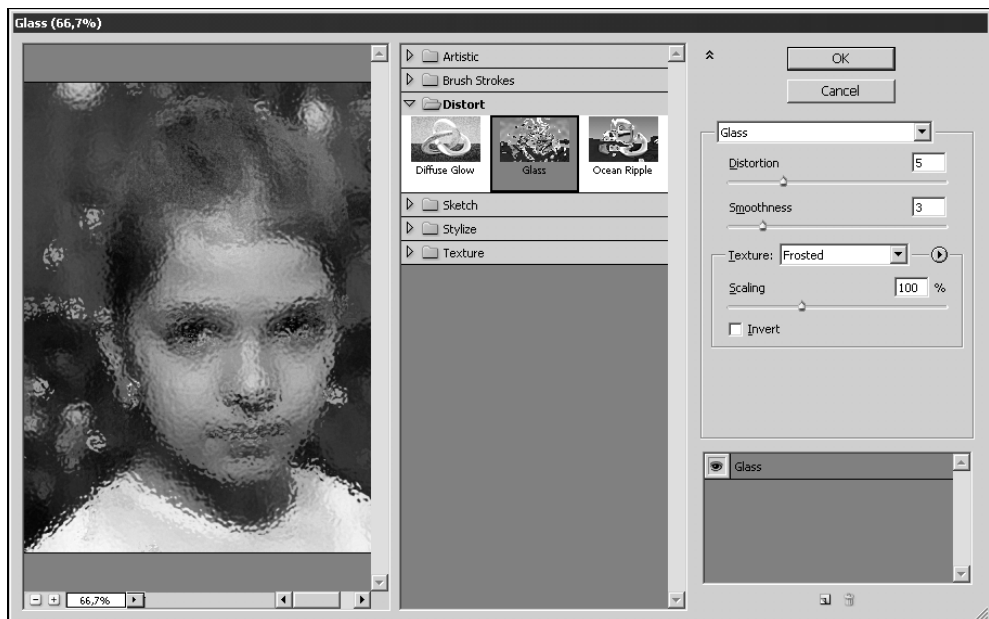 Glass (66,7%)
Artistic
Brush Strokes
Distort
Diffuse Glow
Glass
Ocean Ripple
Sketch
Stylize
Texture
66,7%
OK
Cancel
Glass
Distortion 5
Smoothness 3
Texture: Frosted
Scaling 100 %
Invert
Glass